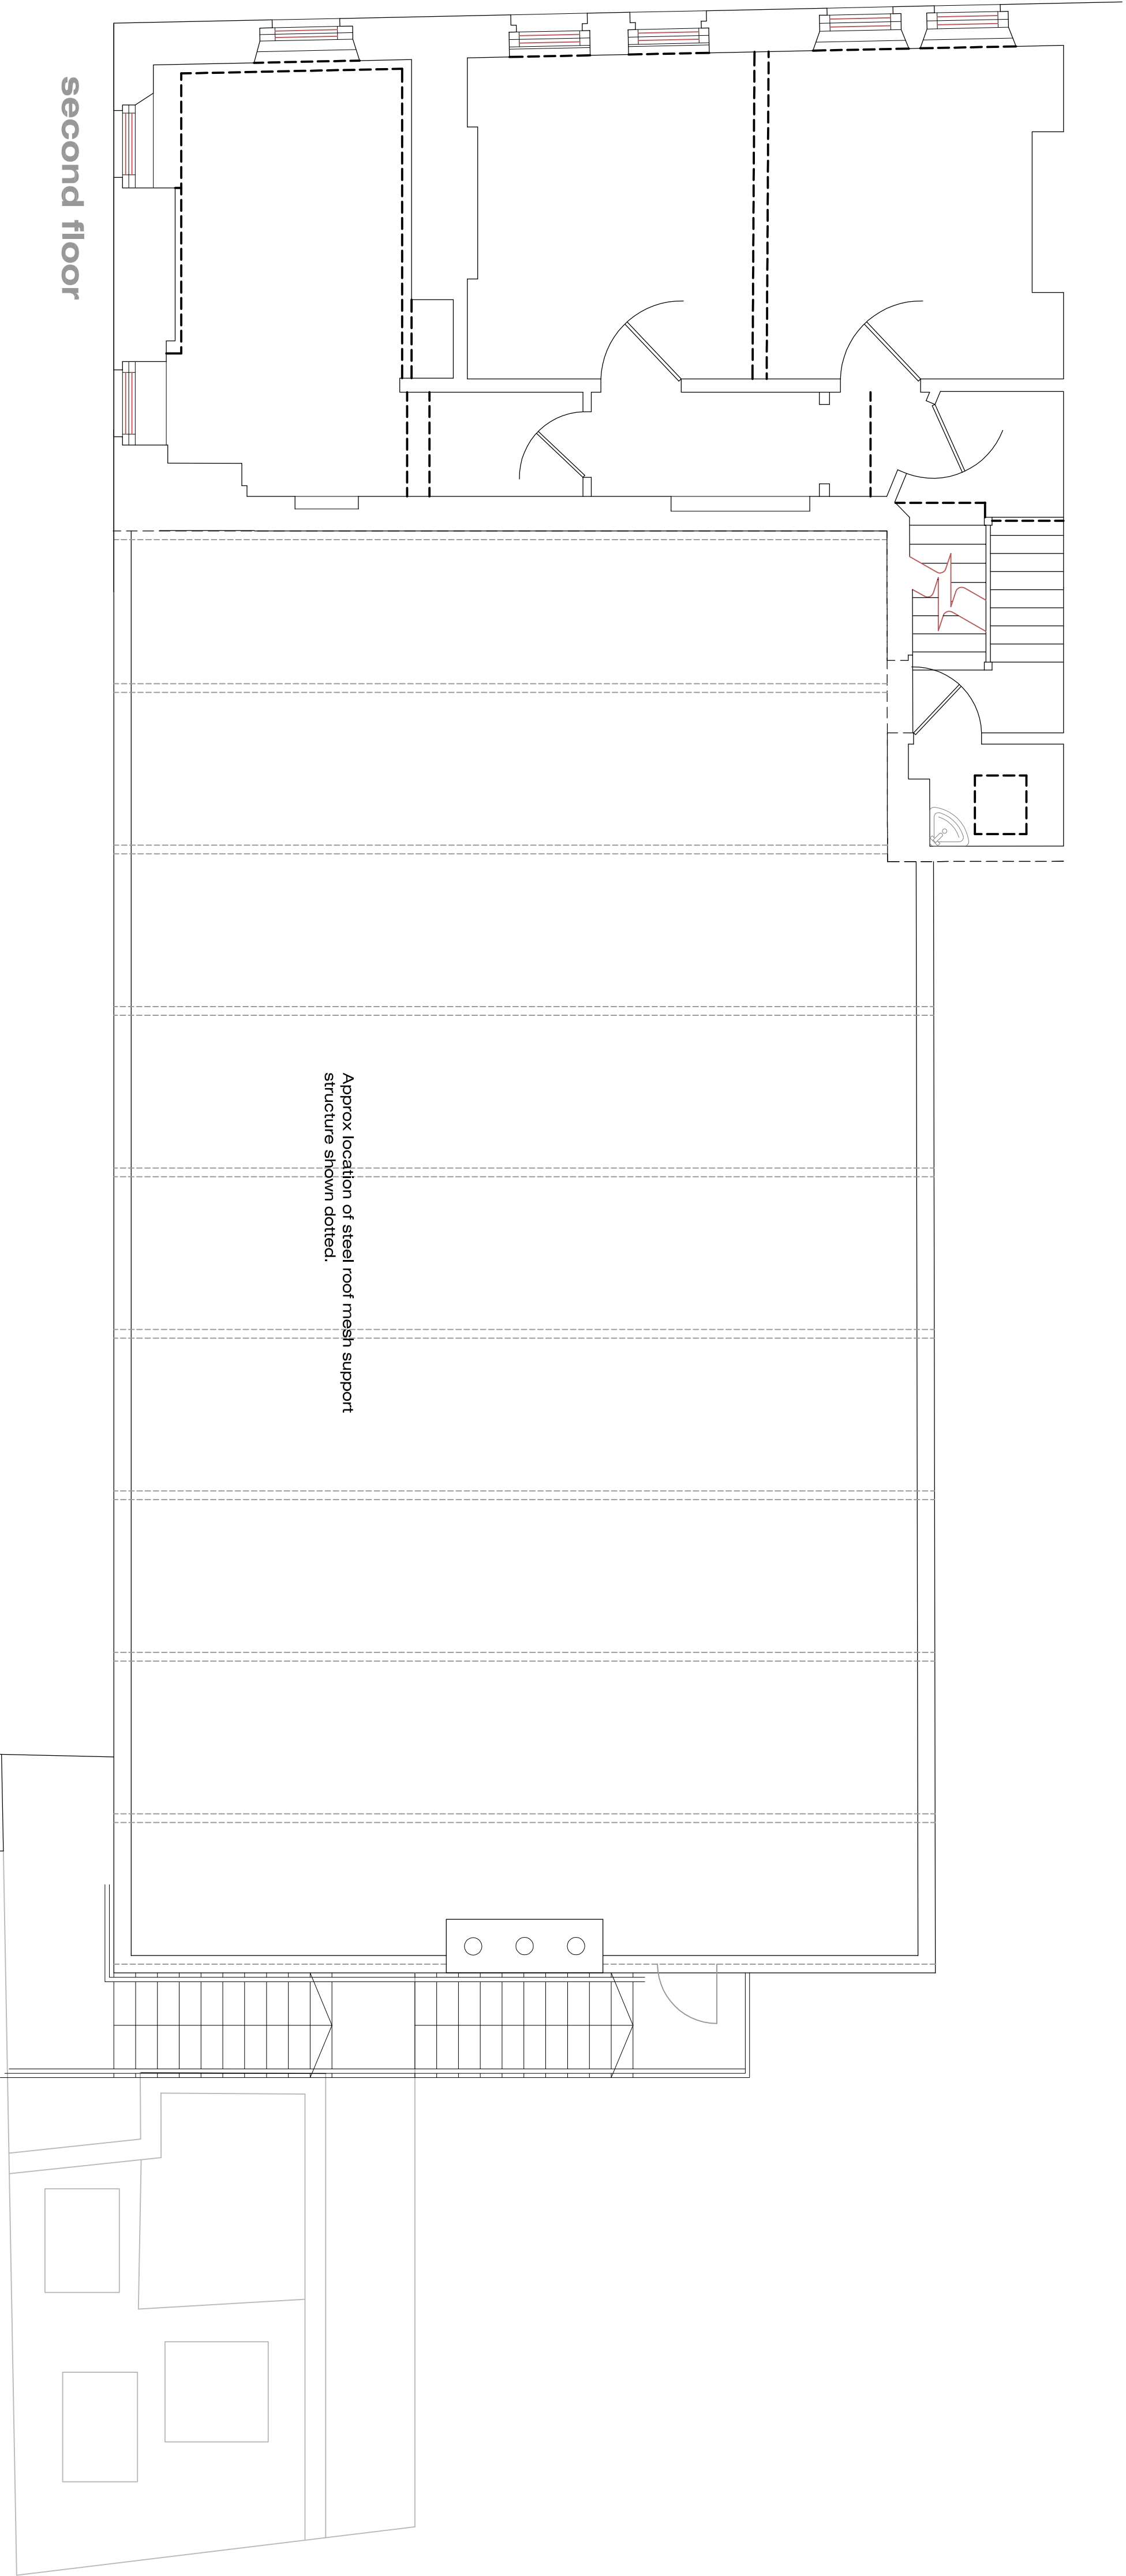 second floor
Approx location of steel roof mesh support
structure shown dotted.